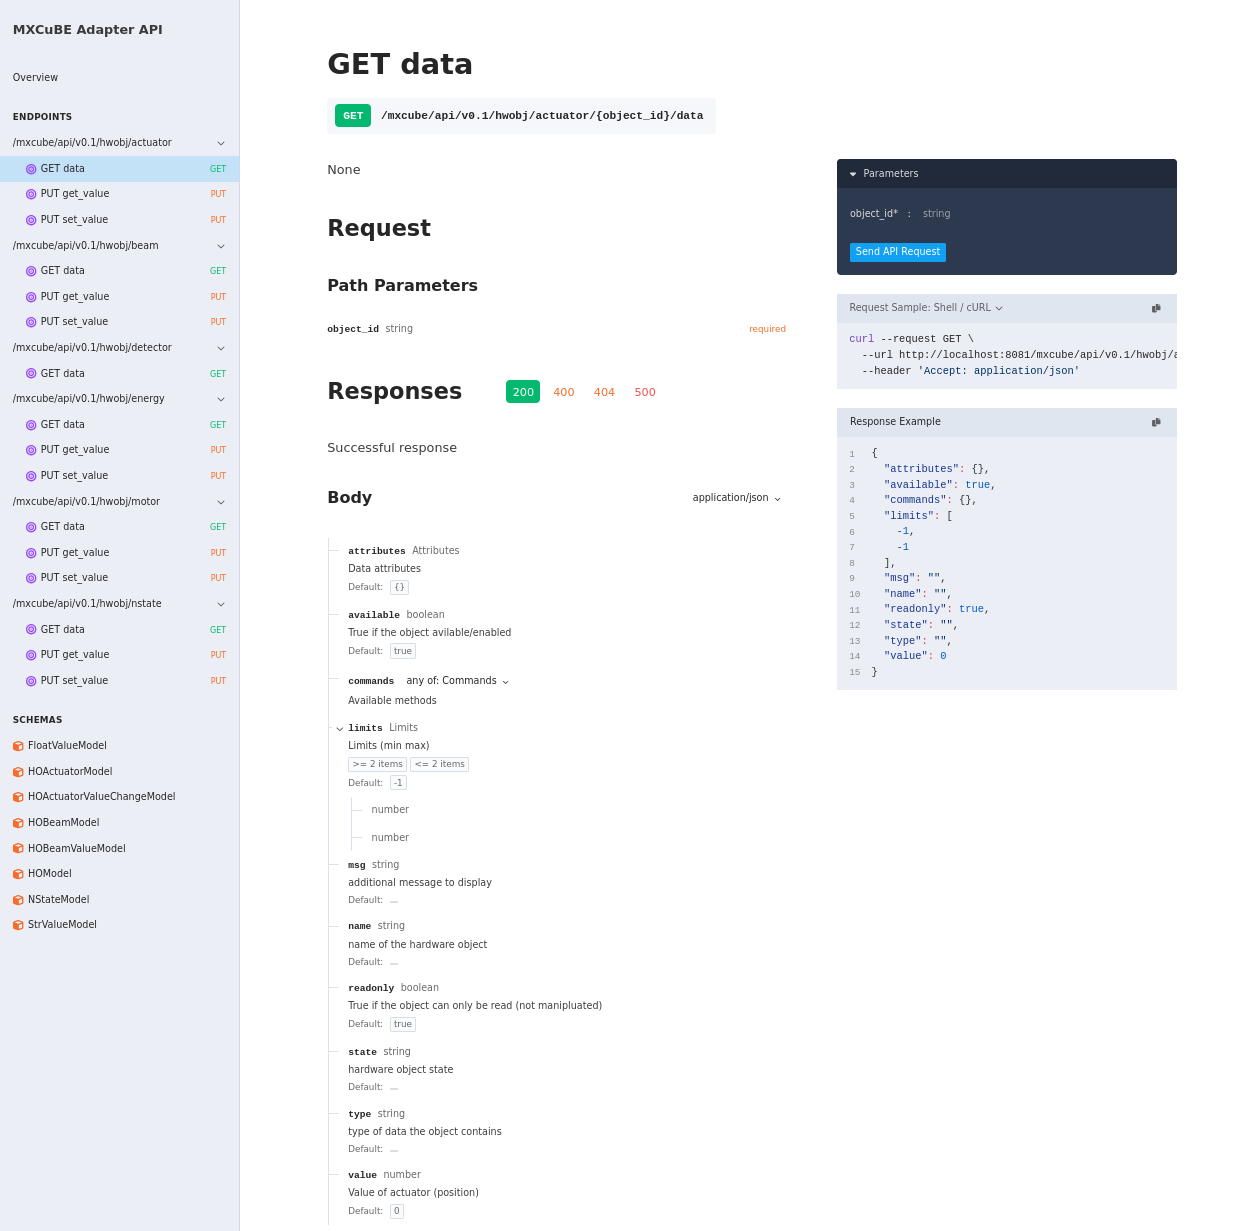 MXCuBE Adapter API
Overview
ENDPOINTS
/mxcube/api/v0.1/hwobj/actuator
GET data GET
PUT get_value PUT
PUT set_value PUT
/mxcube/api/v0.1/hwobj/beam
GET data GET
PUT get_value PUT
PUT set_value PUT
/mxcube/api/v0.1/hwobj/detector
GET data GET
/mxcube/api/v0.1/hwobj/energy
GET data GET
PUT get_value PUT
PUT set_value PUT
/mxcube/api/v0.1/hwobj/motor
GET data GET
PUT get_value PUT
PUT set_value PUT
/mxcube/api/v0.1/hwobj/nstate
GET data GET
PUT get_value PUT
PUT set_value PUT
SCHEMAS
FloatValueModel
HOActuatorModel
HOActuatorValueChangeModel
HOBeamModel
HOBeamValueModel
HOModel
NStateModel
StrValueModel
GET data
GET /mxcube/api/v0.1/hwobj/actuator/{object_id}/data
None
Request
Path Parameters
object_id string required
Responses 200 400 404 500
Successful response
Body application/json
attributes Attributes
Data attributes
Default: {}
available boolean
True if the object avilable/enabled
Default: true
commands any of: Commands
Available methods
limits Limits
Limits (min max)
>= 2 items <= 2 items
Default: -1
number
number
msg string
additional message to display
Default:
name string
name of the hardware object
Default:
readonly boolean
True if the object can only be read (not manipluated)
Default: true
state string
hardware object state
Default:
type string
type of data the object contains
Default:
value number
Value of actuator (position)
Default: 0
Parameters
object_id* : string
Send API Request
Request Sample: Shell / cURL
curl --request GET \
--url http://localhost:8081/mxcube/api/v0.1/hwobj/a
--header 'Accept: application/json'
Response Example
1 {
2 "attributes": {},
3 "available": true,
4 "commands": {},
5 "limits": [
6 -1,
7 -1
8 ],
9 "msg": "",
10 "name": "",
11 "readonly": true,
12 "state": "",
13 "type": "",
14 "value": 0
15 }